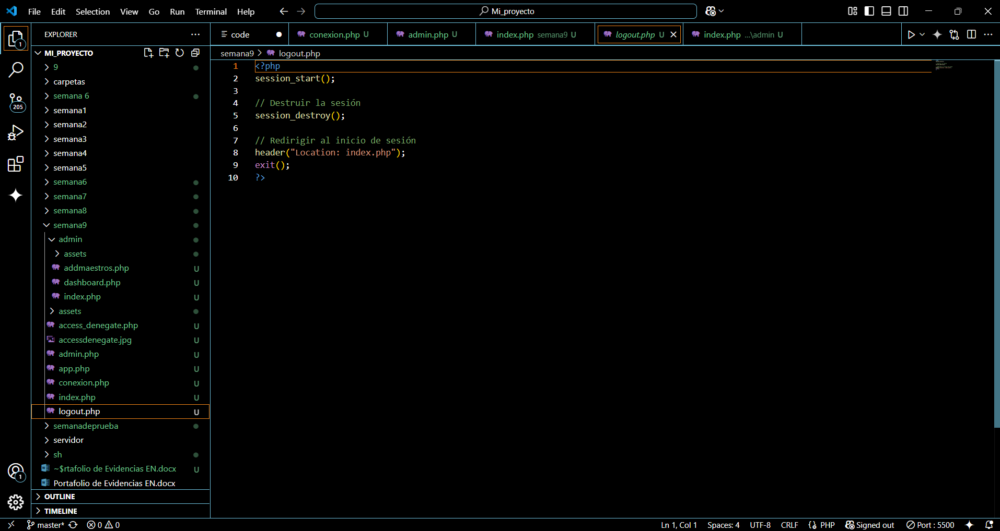 File Edit Selection View Go Run Terminal Help
Mi_proyecto
EXPLORER
code
conexion.php U
admin.php U
index.php semana9 U
logout.php U
index.php ...\admin U
MI_PROYECTO
semana9 > logout.php
1
205
1
9
carpetas
semana 6
semana1
semana2
semana3
semana4
semana5
semana6
semana7
semana8
semana9
admin
assets
addmaestros.php U
dashboard.php U
index.php U
assets
access_denegate.php U
accessdenegate.jpg U
admin.php U
app.php U
conexion.php U
index.php U
logout.php U
semanadeprueba
servidor
sh
~$rtafolio de Evidencias EN.docx U
Portafolio de Evidencias EN.docx
OUTLINE
TIMELINE
1 <?php
2 session_start();
3
4 // Destruir la sesión
5 session_destroy();
6
7 // Redirigir al inicio de sesión
8 header("Location: index.php");
9 exit();
10 ?>
master* 0 0
Ln 1, Col 1 Spaces: 4 UTF-8 CRLF PHP Signed out Port : 5500